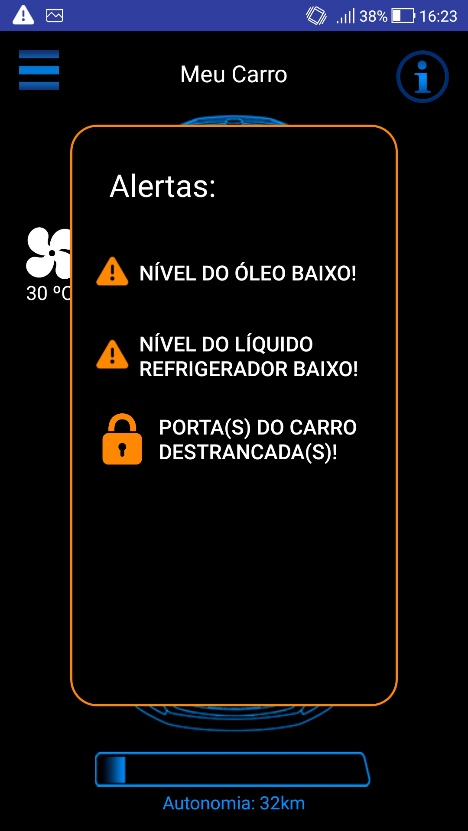 38% 16:23
Meu Carro
Alertas:
NÍVEL DO ÓLEO BAIXO!
30 ºC
NÍVEL DO LÍQUIDO
REFRIGERADOR BAIXO!
PORTA(S) DO CARRO
DESTRANCADA(S)!
Autonomia: 32km